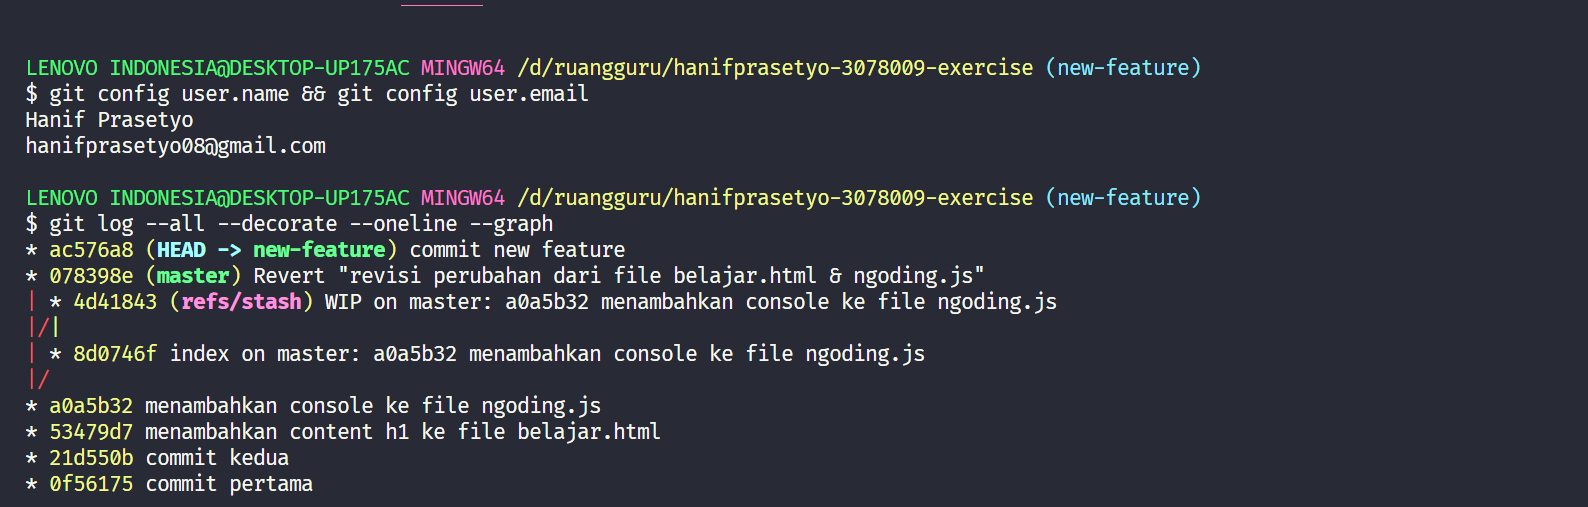 LENOVO INDONESIA@DESKTOP-UP175AC MINGW64 /d/ruangguru/hanifprasetyo-3078009-exercise (new-feature)
$ git config user.name && git config user.email
Hanif Prasetyo
hanifprasetyo08@gmail.com
LENOVO INDONESIA@DESKTOP-UP175AC MINGW64 /d/ruangguru/hanifprasetyo-3078009-exercise (new-feature)
$ git log --all --decorate --oneline --graph
* ac576a8 (HEAD -> new-feature) commit new feature
* 078398e (master) Revert "revisi perubahan dari file belajar.html & ngoding.js"
| * 4d41843 (refs/stash) WIP on master: a0a5b32 menambahkan console ke file ngoding.js
|/|
| * 8d0746f index on master: a0a5b32 menambahkan console ke file ngoding.js
|/
* a0a5b32 menambahkan console ke file ngoding.js
* 53479d7 menambahkan content h1 ke file belajar.html
* 21d550b commit kedua
* 0f56175 commit pertama